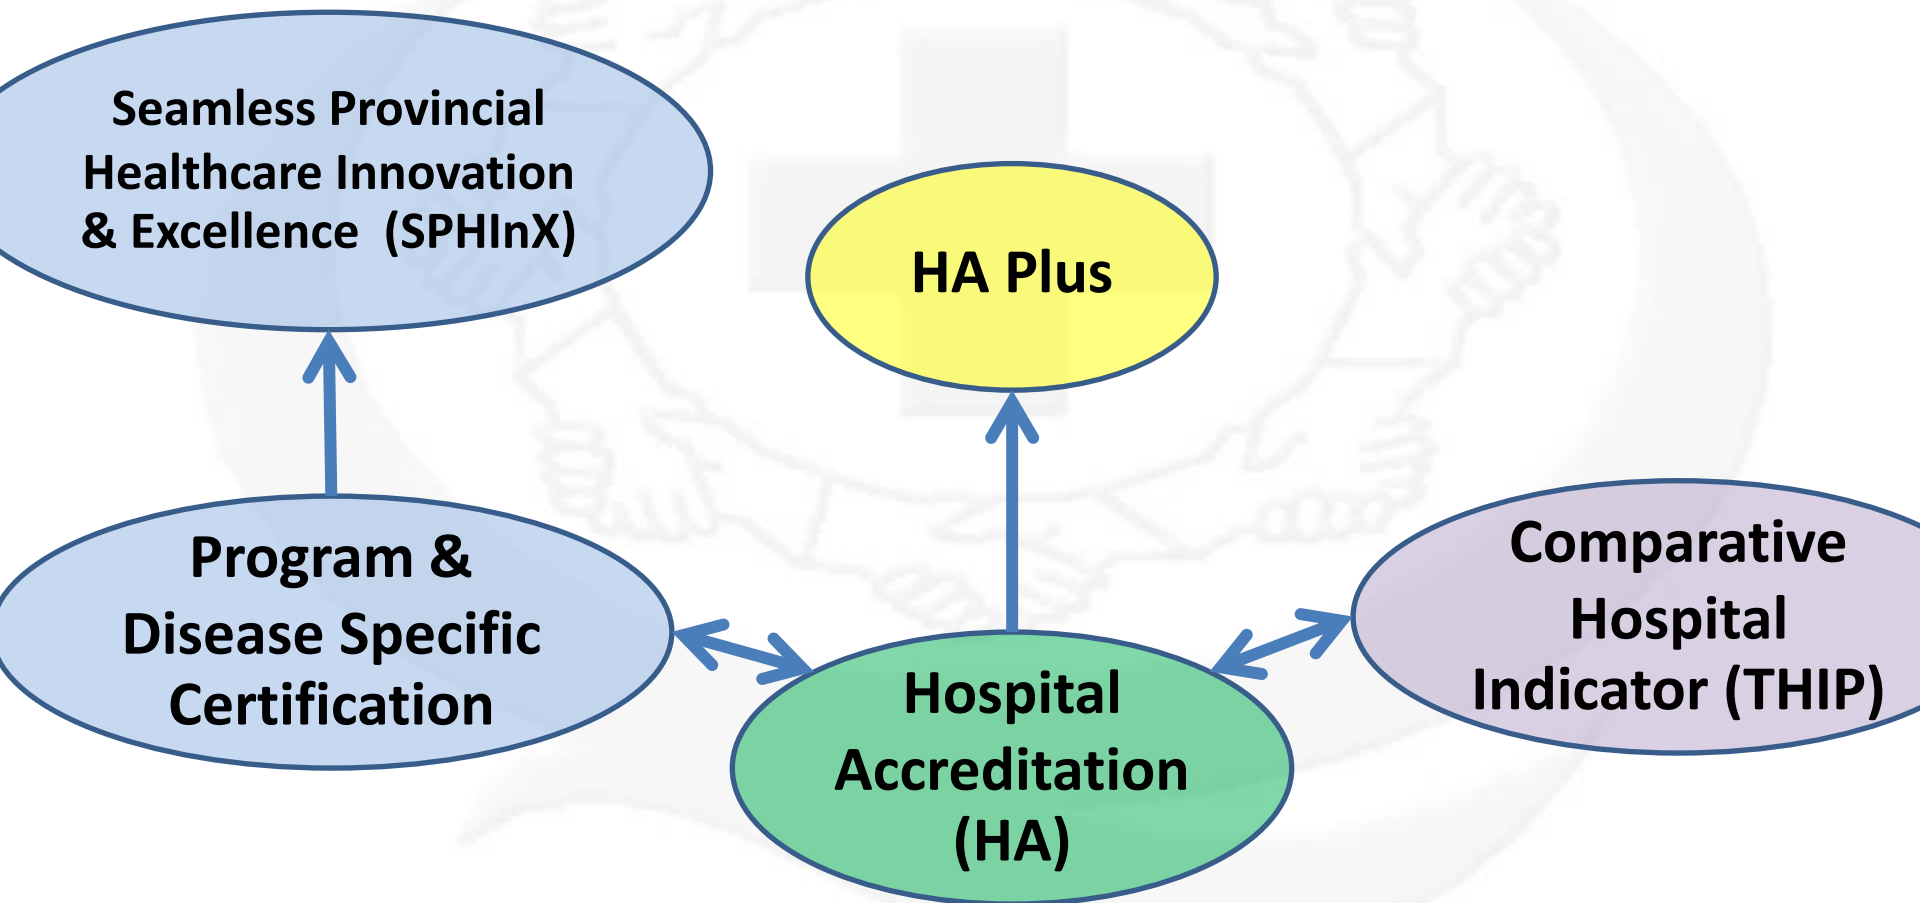 Seamless Provincial
Healthcare Innovation
& Excellence (SPHInX)
HA Plus
Program &
Disease Specific
Certification
Hospital
Accreditation
(HA)
Comparative
Hospital
Indicator (THIP)